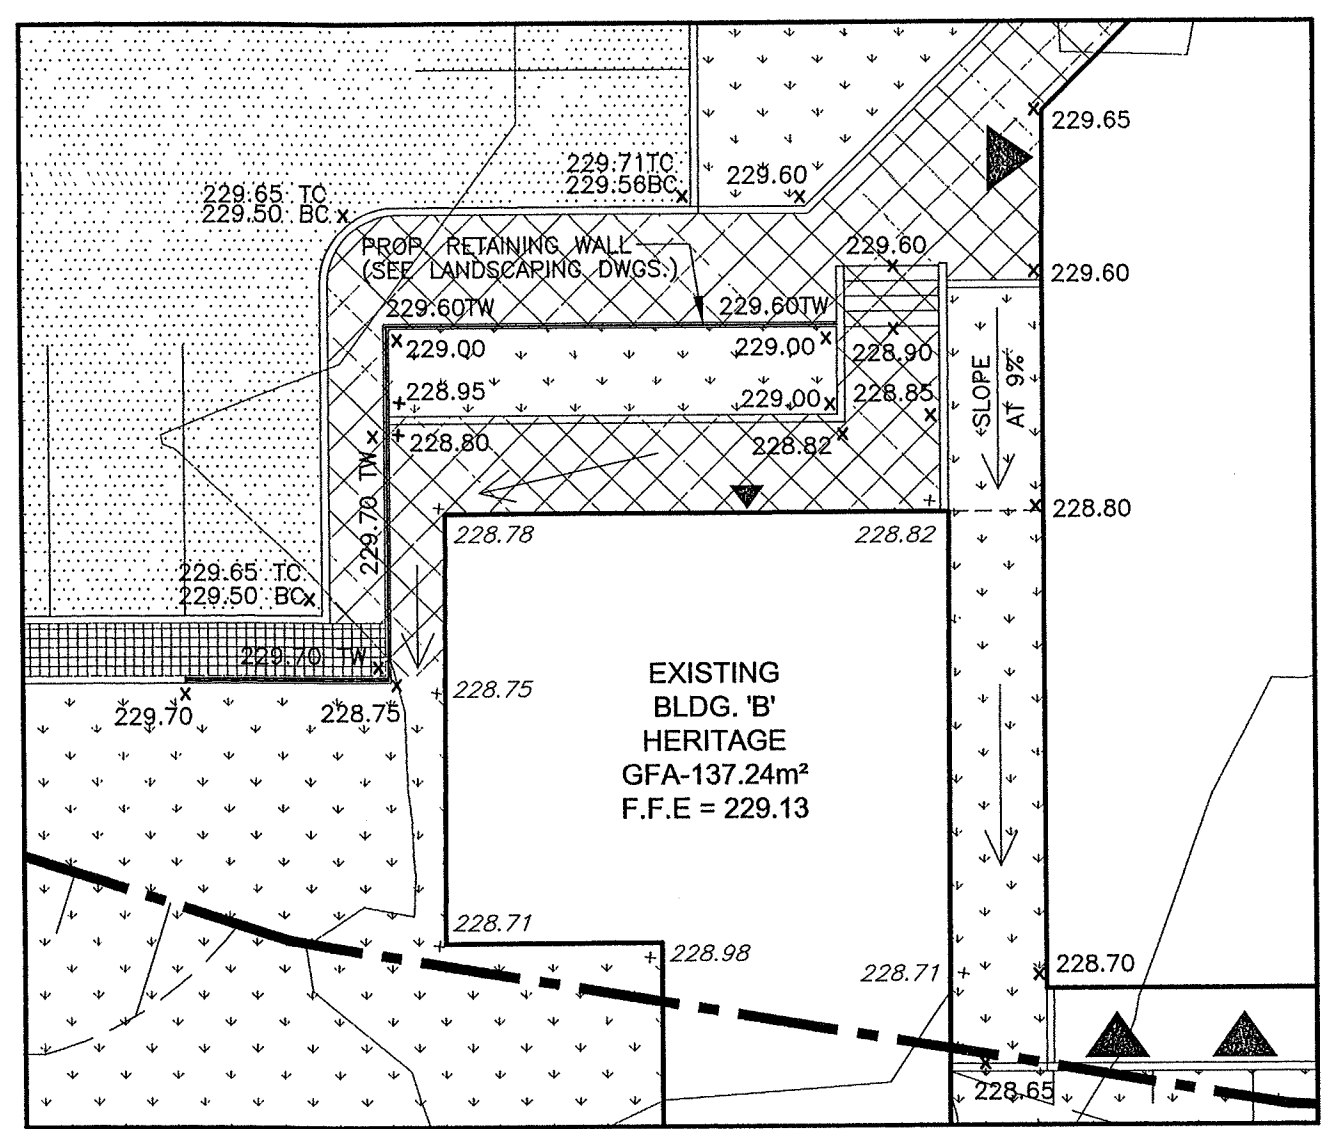 229.65
229.71TC
229.56BC
229.60
229.65 TC
229.50 BC
PROP. RETAINING WALL
(SEE LANDSCAPING DWGS.)
229.60
229.60
229.60TW
229.60TW
229.00
229.00
228.90
228.95
229.00
228.85
SLOPE
AT 9%
228.80
228.82
229.70 TW
228.80
228.78
228.82
229.65 TC
229.50 BC
229.70 TW
228.75
229.70
228.75
EXISTING
BLDG. 'B'
HERITAGE
GFA-137.24m²
F.F.E = 229.13
228.71
228.98
228.71
228.70
228.65